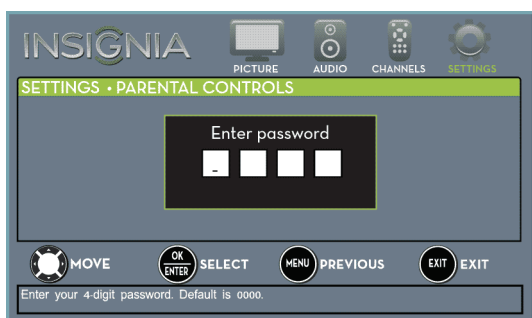 INSIGNIA
PICTURE AUDIO CHANNELS SETTINGS
SETTINGS • PARENTAL CONTROLS
Enter password
-
MOVE OK ENTER SELECT MENU PREVIOUS EXIT EXIT
Enter your 4-digit password. Default is 0000.